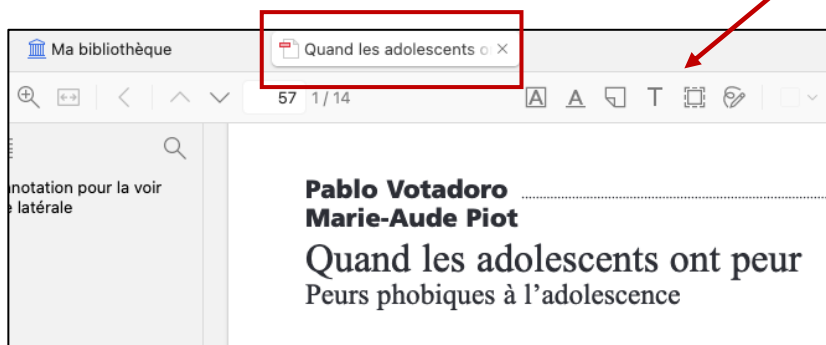 Ma bibliothèque
Quand les adolescents o
57 1/14
A A T
notation pour la voir
latérale
Pablo Votadoro
Marie-Aude Piot
Quand les adolescents ont peur
Peurs phobiques à l'adolescence